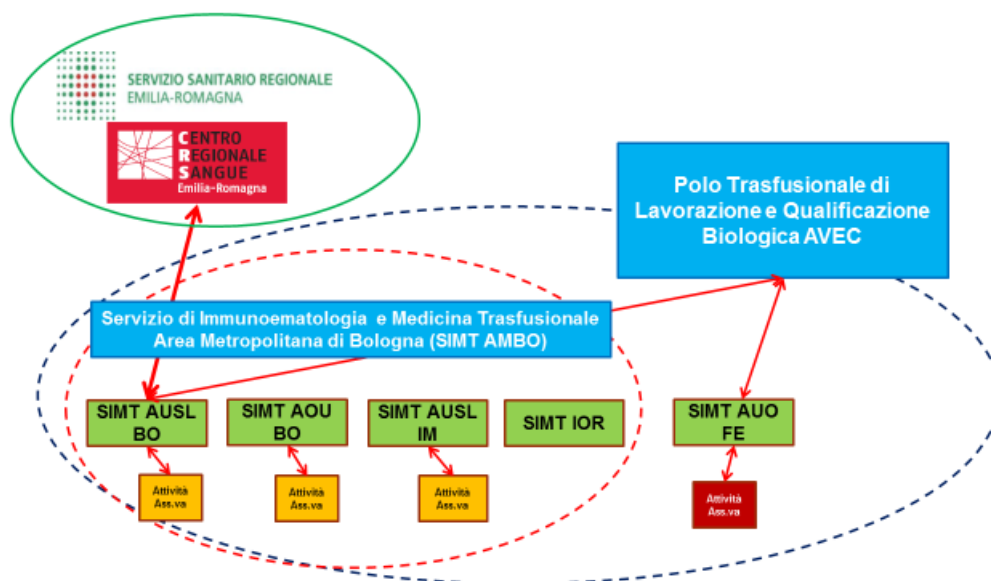 SERVIZIO SANITARIO REGIONALE
EMILIA-ROMAGNA
CENTRO
REGIONALE
SANGUE
Emilia-Romagna
Polo Trasfusionale di
Lavorazione e Qualificazione
Biologica AVEC
Servizio di Immunoematologia e Medicina Trasfusionale
Area Metropolitana di Bologna (SIMT AMBO)
SIMT AUSL
BO
SIMT AOU
BO
SIMT AUSL
IM
SIMT IOR
SIMT AUO
FE
Attività
Ass.va
Attività
Ass.va
Attività
Ass.va
Attività
Ass.va